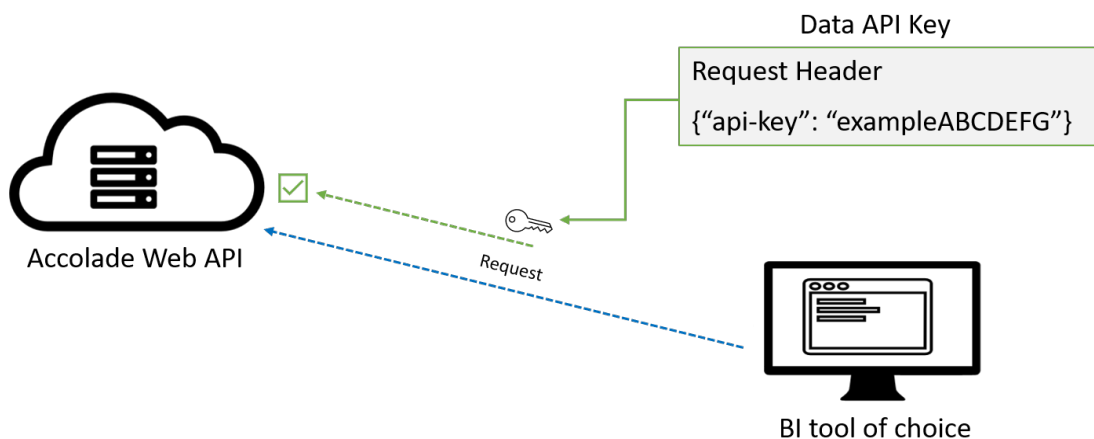 Data API Key
Request Header
{“api-key”: “exampleABCDEFG”}
Accolade Web API
Request
BI tool of choice